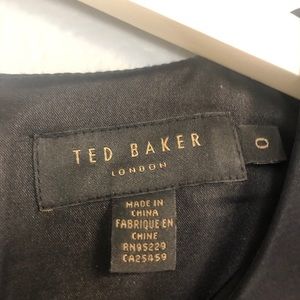 TED BAKER
LONDON
0
MADE IN
CHINA
FABRIQUE EN
CHINE
RN95229
CA25459